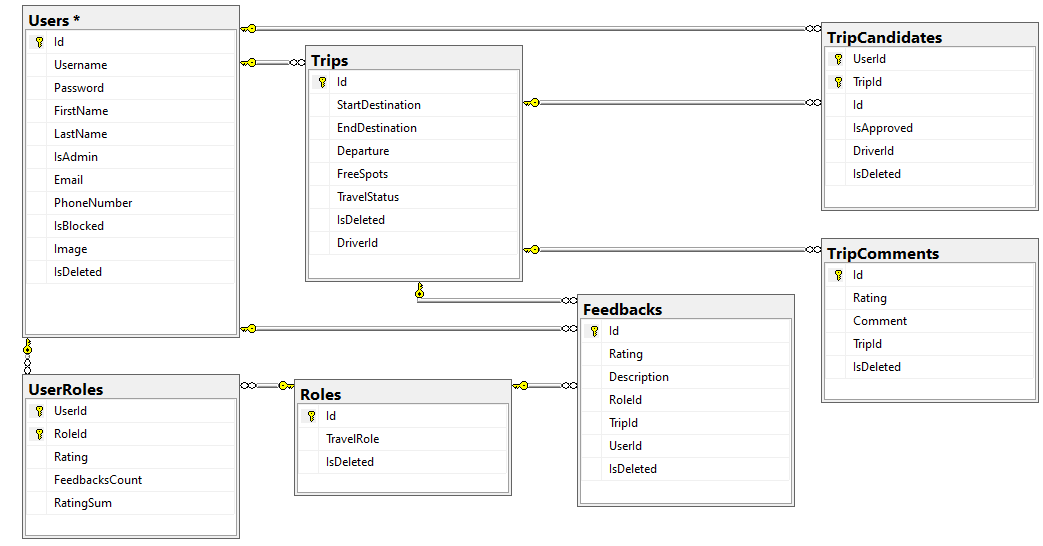 Users *
Id
Username
Password
FirstName
LastName
IsAdmin
Email
PhoneNumber
IsBlocked
Image
IsDeleted
Trips
Id
StartDestination
EndDestination
Departure
FreeSpots
TravelStatus
IsDeleted
DriverId
TripCandidates
UserId
TripId
Id
IsApproved
DriverId
IsDeleted
TripComments
Id
Rating
Comment
TripId
IsDeleted
Feedbacks
Id
Rating
Description
RoleId
TripId
UserId
IsDeleted
UserRoles
UserId
RoleId
Rating
FeedbacksCount
RatingSum
Roles
Id
TravelRole
IsDeleted